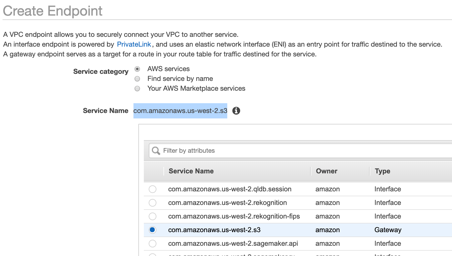 Create Endpoint
A VPC endpoint allows you to securely connect your VPC to another service.
An interface endpoint is powered by PrivateLink, and uses an elastic network interface (ENI) as an entry point for traffic destined to the service.
A gateway endpoint serves as a target for a route in your route table for traffic destined for the service.
Service category AWS services
Find service by name
Your AWS Marketplace services
Service Name com.amazonaws.us-west-2.s3
Filter by attributes
Service Name Owner Type
com.amazonaws.us-west-2.qldb.session amazon Interface
com.amazonaws.us-west-2.rekognition amazon Interface
com.amazonaws.us-west-2.rekognition-fips amazon Interface
com.amazonaws.us-west-2.s3 amazon Gateway
com.amazonaws.us-west-2.sagemaker.api amazon Interface